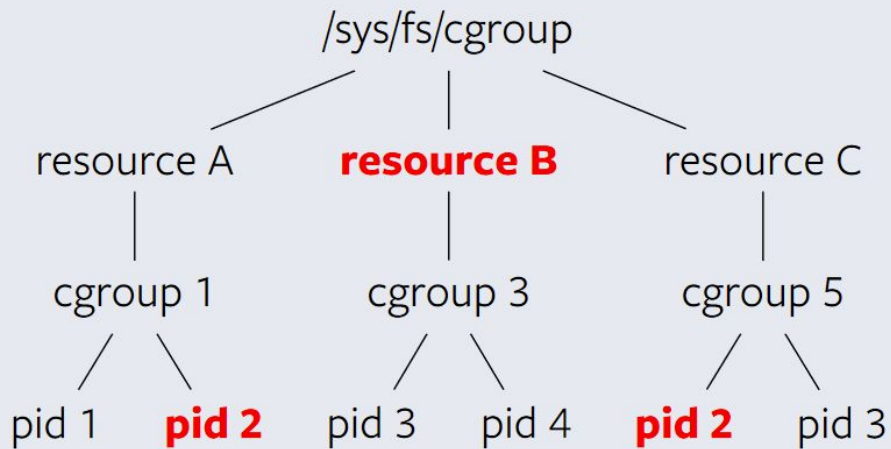 /sys/fs/cgroup
resource A resource B resource C
cgroup 1 cgroup 3 cgroup 5
pid 1 pid 2 pid 3 pid 4 pid 2 pid 3